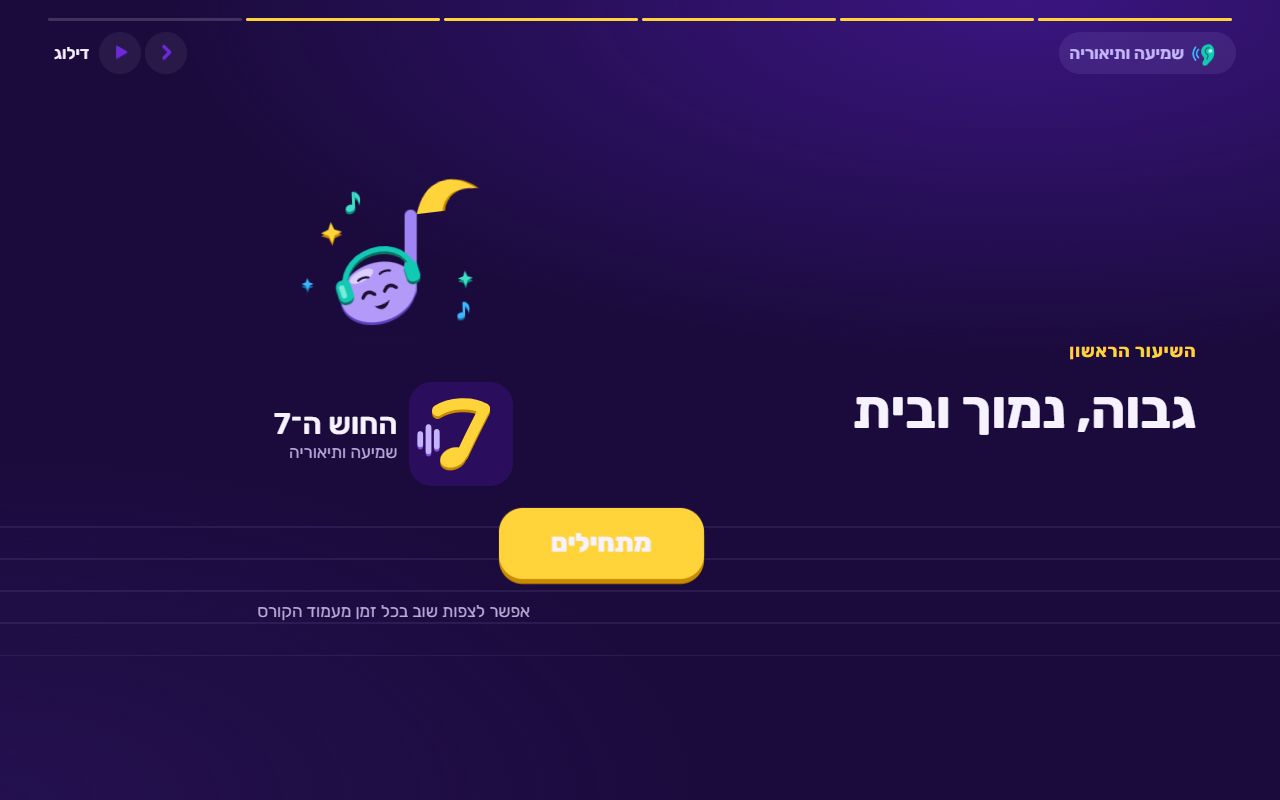 שמיעה ותיאוריה
דילוג
השיעור הראשון
גבוה, נמוך ובית
החוש ה־7
שמיעה ותיאוריה
מתחילים
אפשר לצפות שוב בכל זמן מעמוד הקורס